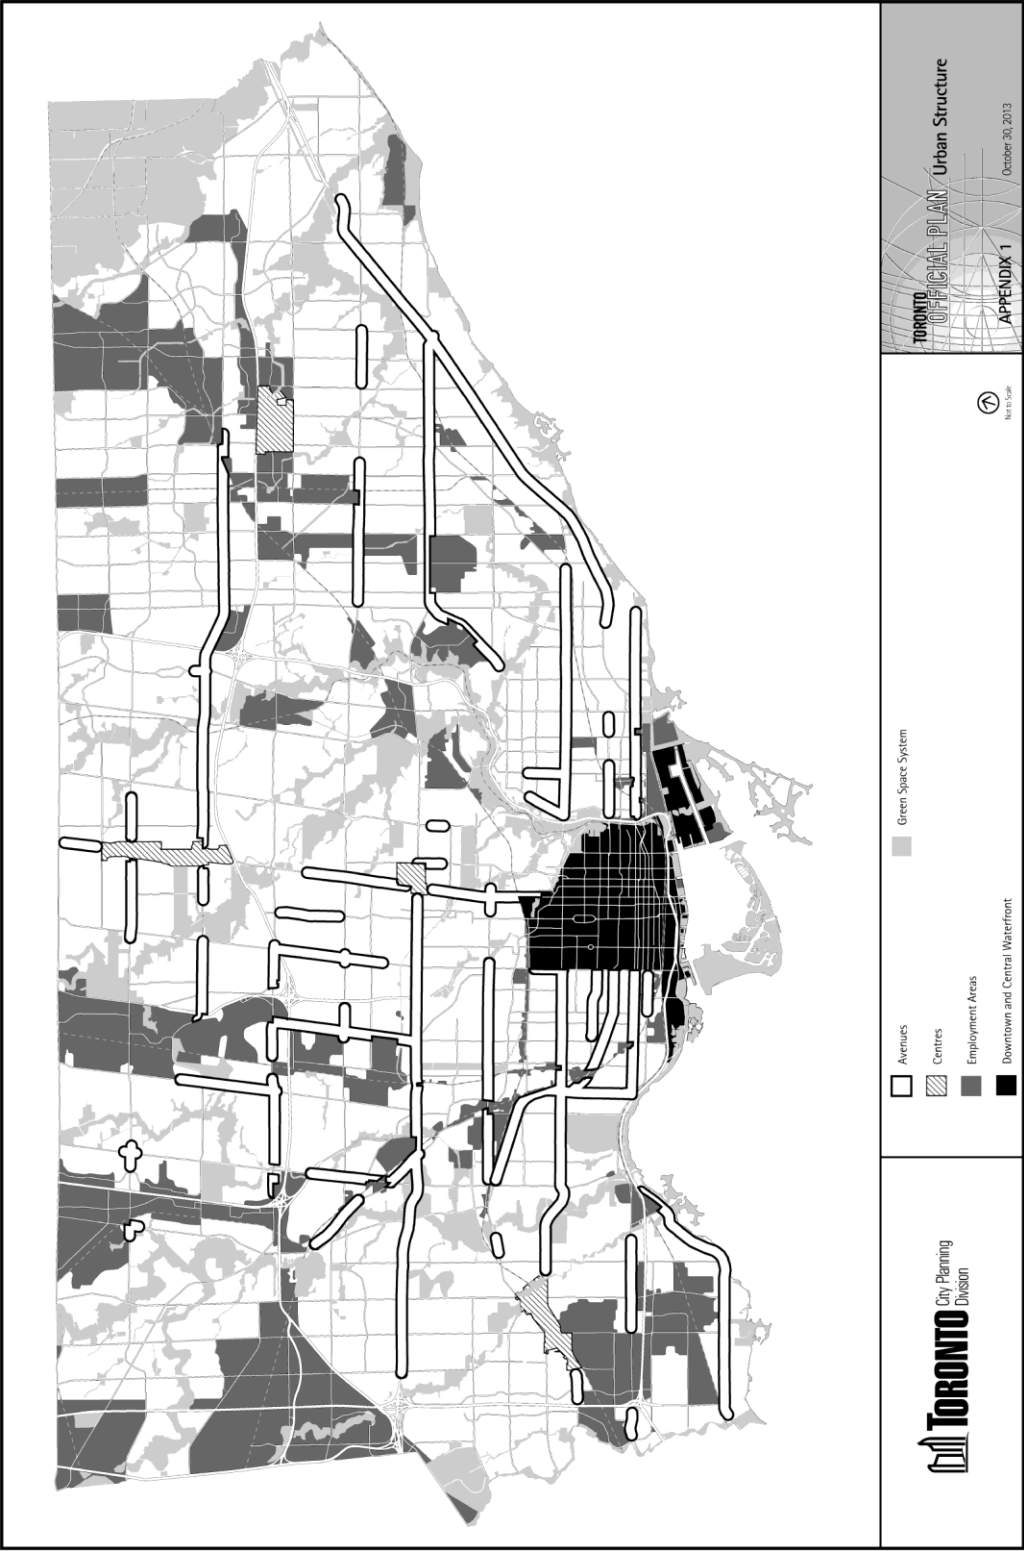 TORONTO City Planning
Division
Avenues
Centres
Employment Areas
Downtown and Central Waterfront
Green Space System
Not to Scale
TORONTO
OFFICIAL PLAN Urban Structure
APPENDIX 1
October 30, 2013